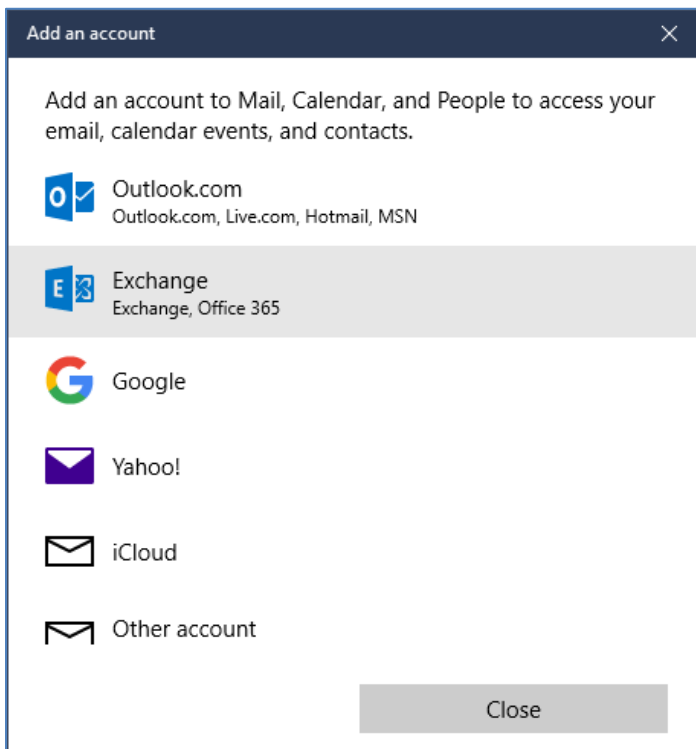 Add an account
Add an account to Mail, Calendar, and People to access your
email, calendar events, and contacts.
Outlook.com
Outlook.com, Live.com, Hotmail, MSN
Exchange
Exchange, Office 365
Google
Yahoo!
iCloud
Other account
Close